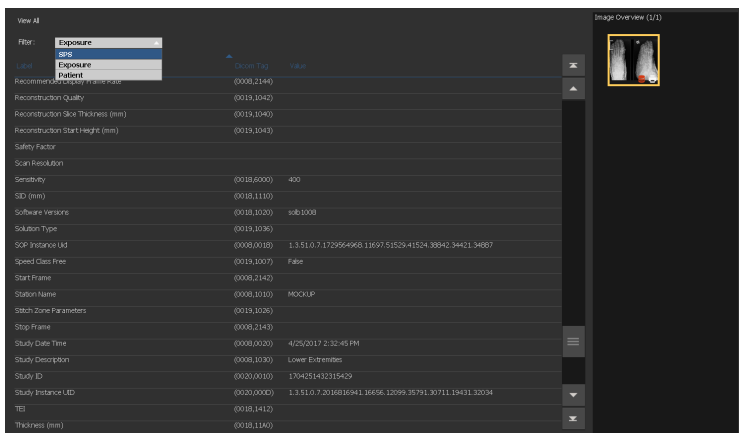 View All
Image Overview (1/1)
Filter: Exposure
SPS
Exposure
Patient
Label Dicom Tag Value
Recommended Display Frame Rate (0008,2144)
Reconstruction Quality (0019,1042)
Reconstruction Slice Thickness (mm) (0019,1040)
Reconstruction Start Height (mm) (0019,1043)
Safety Factor
Scan Resolution
Sensitivity (0018,6000) 400
SID (mm) (0018,1110)
Software Versions (0018,1020) solb1008
Solution Type (0019,1036)
SOP Instance Uid (0008,0018) 1.3.51.0.7.1729564968.11697.51529.41524.38842.34421.34887
Speed Class Free (0019,1007) False
Start Frame (0008,2142)
Station Name (0008,1010) MOCKUP
Stitch Zone Parameters (0019,1026)
Stop Frame (0008,2143)
Study Date Time (0008,0020) 4/25/2017 2:32:45 PM
Study Description (0008,1030) Lower Extremities
Study ID (0020,0010) 1704251432315429
Study Instance UID (0020,000D) 1.3.51.0.7.2016816941.16656.12099.35791.30711.19431.32034
TEI (0018,1412)
Thickness (mm) (0018,11A0)